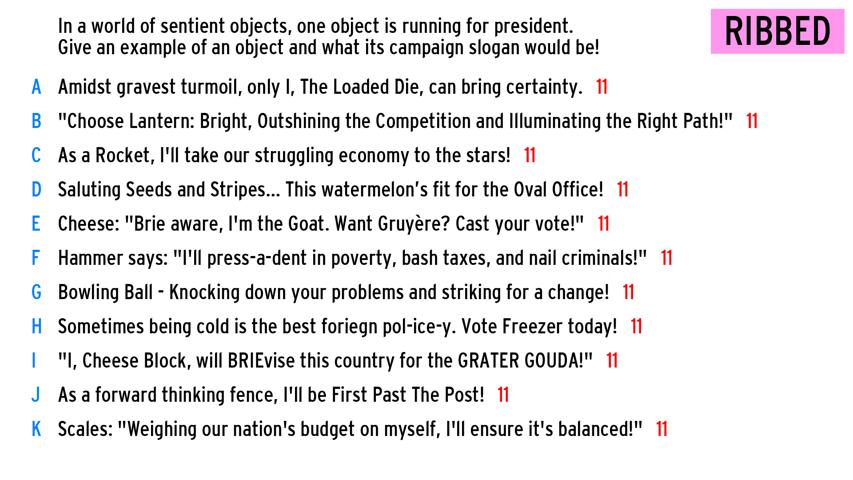 In a world of sentient objects, one object is running for president.
Give an example of an object and what its campaign slogan would be!
RIBBED
A Amidst gravest turmoil, only I, The Loaded Die, can bring certainty. 11
B "Choose Lantern: Bright, Outshining the Competition and Illuminating the Right Path!" 11
C As a Rocket, I'll take our struggling economy to the stars! 11
D Saluting Seeds and Stripes... This watermelon’s fit for the Oval Office! 11
E Cheese: "Brie aware, I'm the Goat. Want Gruyère? Cast your vote!" 11
F Hammer says: "I'll press-a-dent in poverty, bash taxes, and nail criminals!" 11
G Bowling Ball - Knocking down your problems and striking for a change! 11
H Sometimes being cold is the best foriegn pol-ice-y. Vote Freezer today! 11
I "I, Cheese Block, will BRIEvise this country for the GRATER GOUDA!" 11
J As a forward thinking fence, I'll be First Past The Post! 11
K Scales: "Weighing our nation's budget on myself, I'll ensure it's balanced!" 11